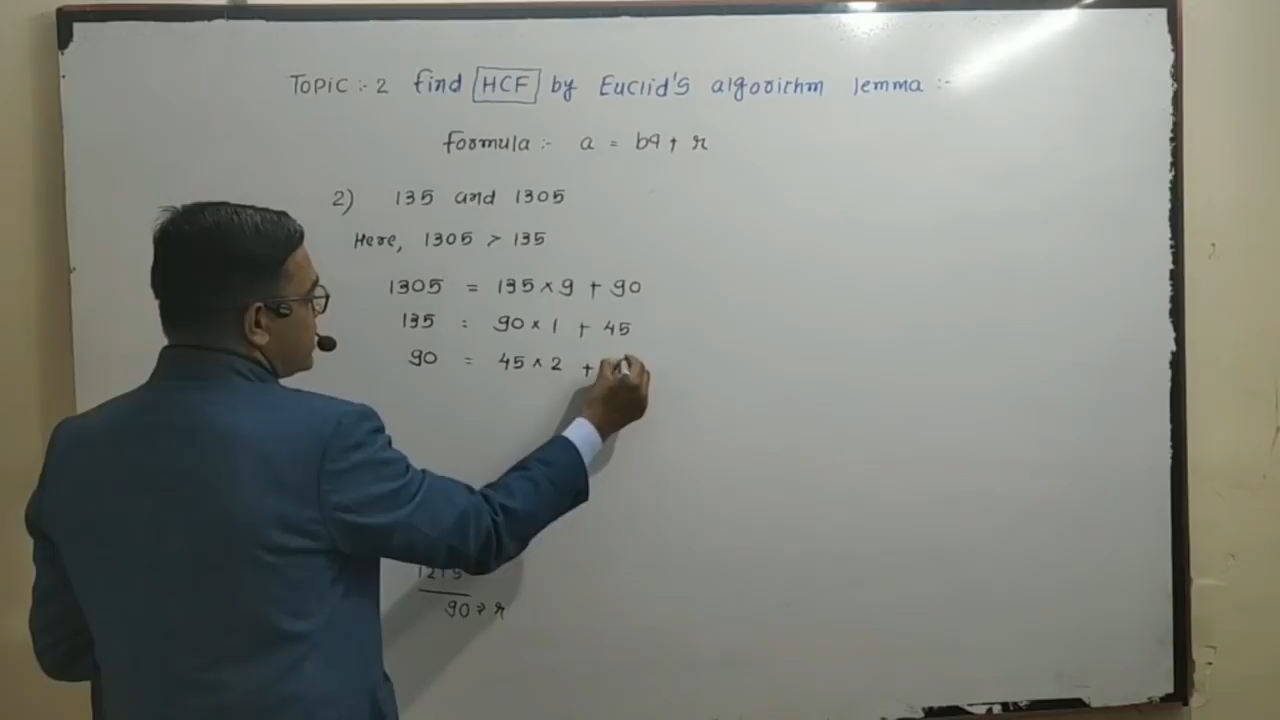 TOPIC :- 2 find HCF by Euclid's algorithm lemma :-
formula :- a = bq + r
2) 135 and 1305
Here, 1305 > 135
1305 = 135 × 9 + 90
135 = 90 × 1 + 45
90 = 45 × 2 +
1215
90 → r